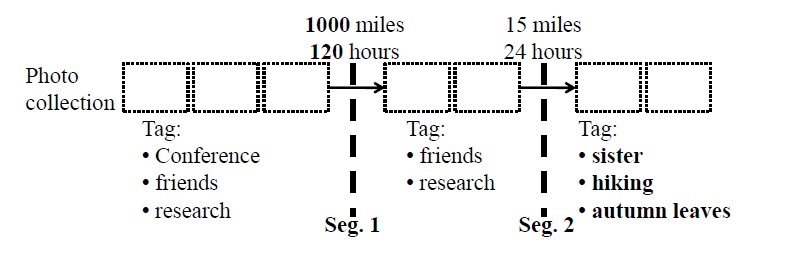 1000 miles
120 hours
15 miles
24 hours
Photo
collection
Tag:
• Conference
• friends
• research
Tag:
• friends
• research
Tag:
• sister
• hiking
• autumn leaves
Seg. 1
Seg. 2